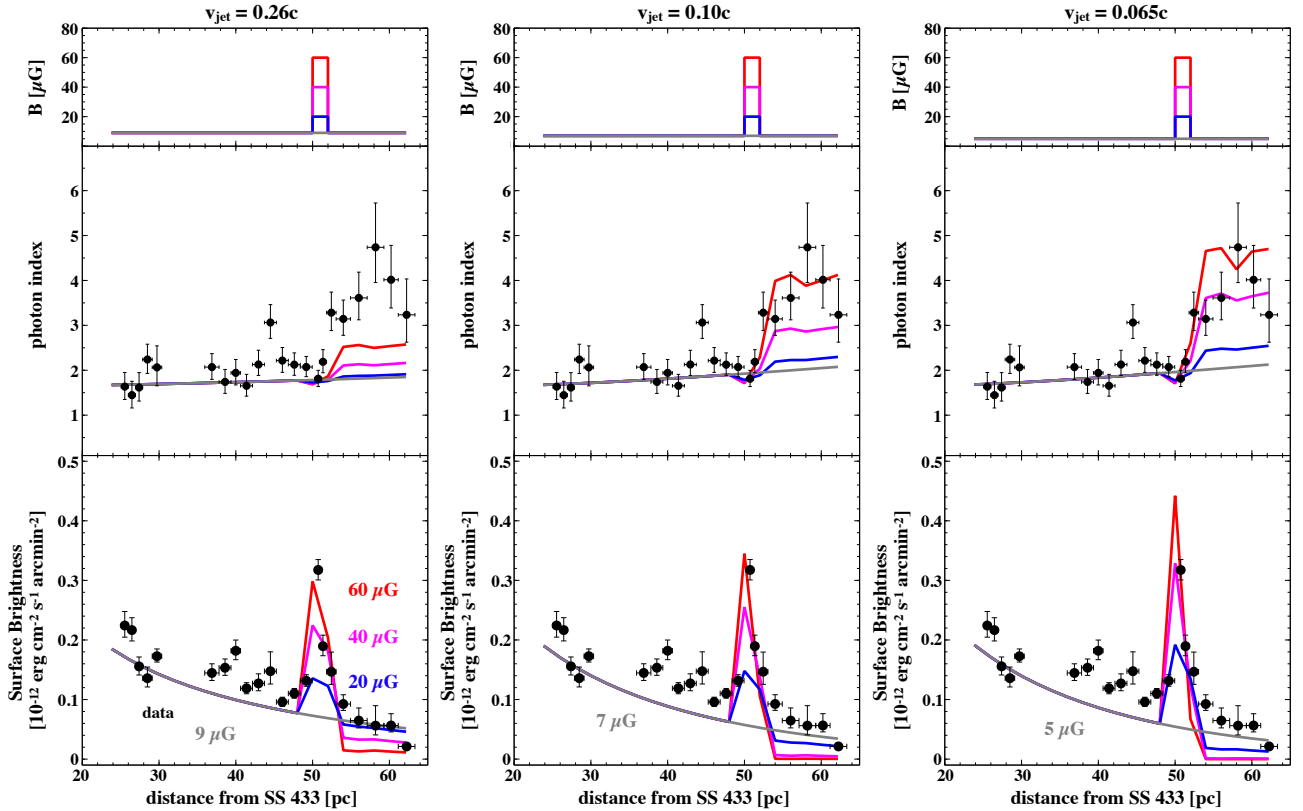 v_jet = 0.26c
v_jet = 0.10c
v_jet = 0.065c
B [μG]
80
60
40
20
B [μG]
80
60
40
20
B [μG]
80
60
40
20
photon index
6
5
4
3
2
1
photon index
6
5
4
3
2
1
photon index
6
5
4
3
2
1
Surface Brightness
[10⁻¹² erg cm⁻² s⁻¹ arcmin⁻²]
0.5
0.4
0.3
0.2
0.1
0
60 μG
40 μG
20 μG
data
9 μG
Surface Brightness
[10⁻¹² erg cm⁻² s⁻¹ arcmin⁻²]
0.5
0.4
0.3
0.2
0.1
0
7 μG
Surface Brightness
[10⁻¹² erg cm⁻² s⁻¹ arcmin⁻²]
0.5
0.4
0.3
0.2
0.1
0
5 μG
20 30 40 50 60
20 30 40 50 60
20 30 40 50 60
distance from SS 433 [pc]
distance from SS 433 [pc]
distance from SS 433 [pc]